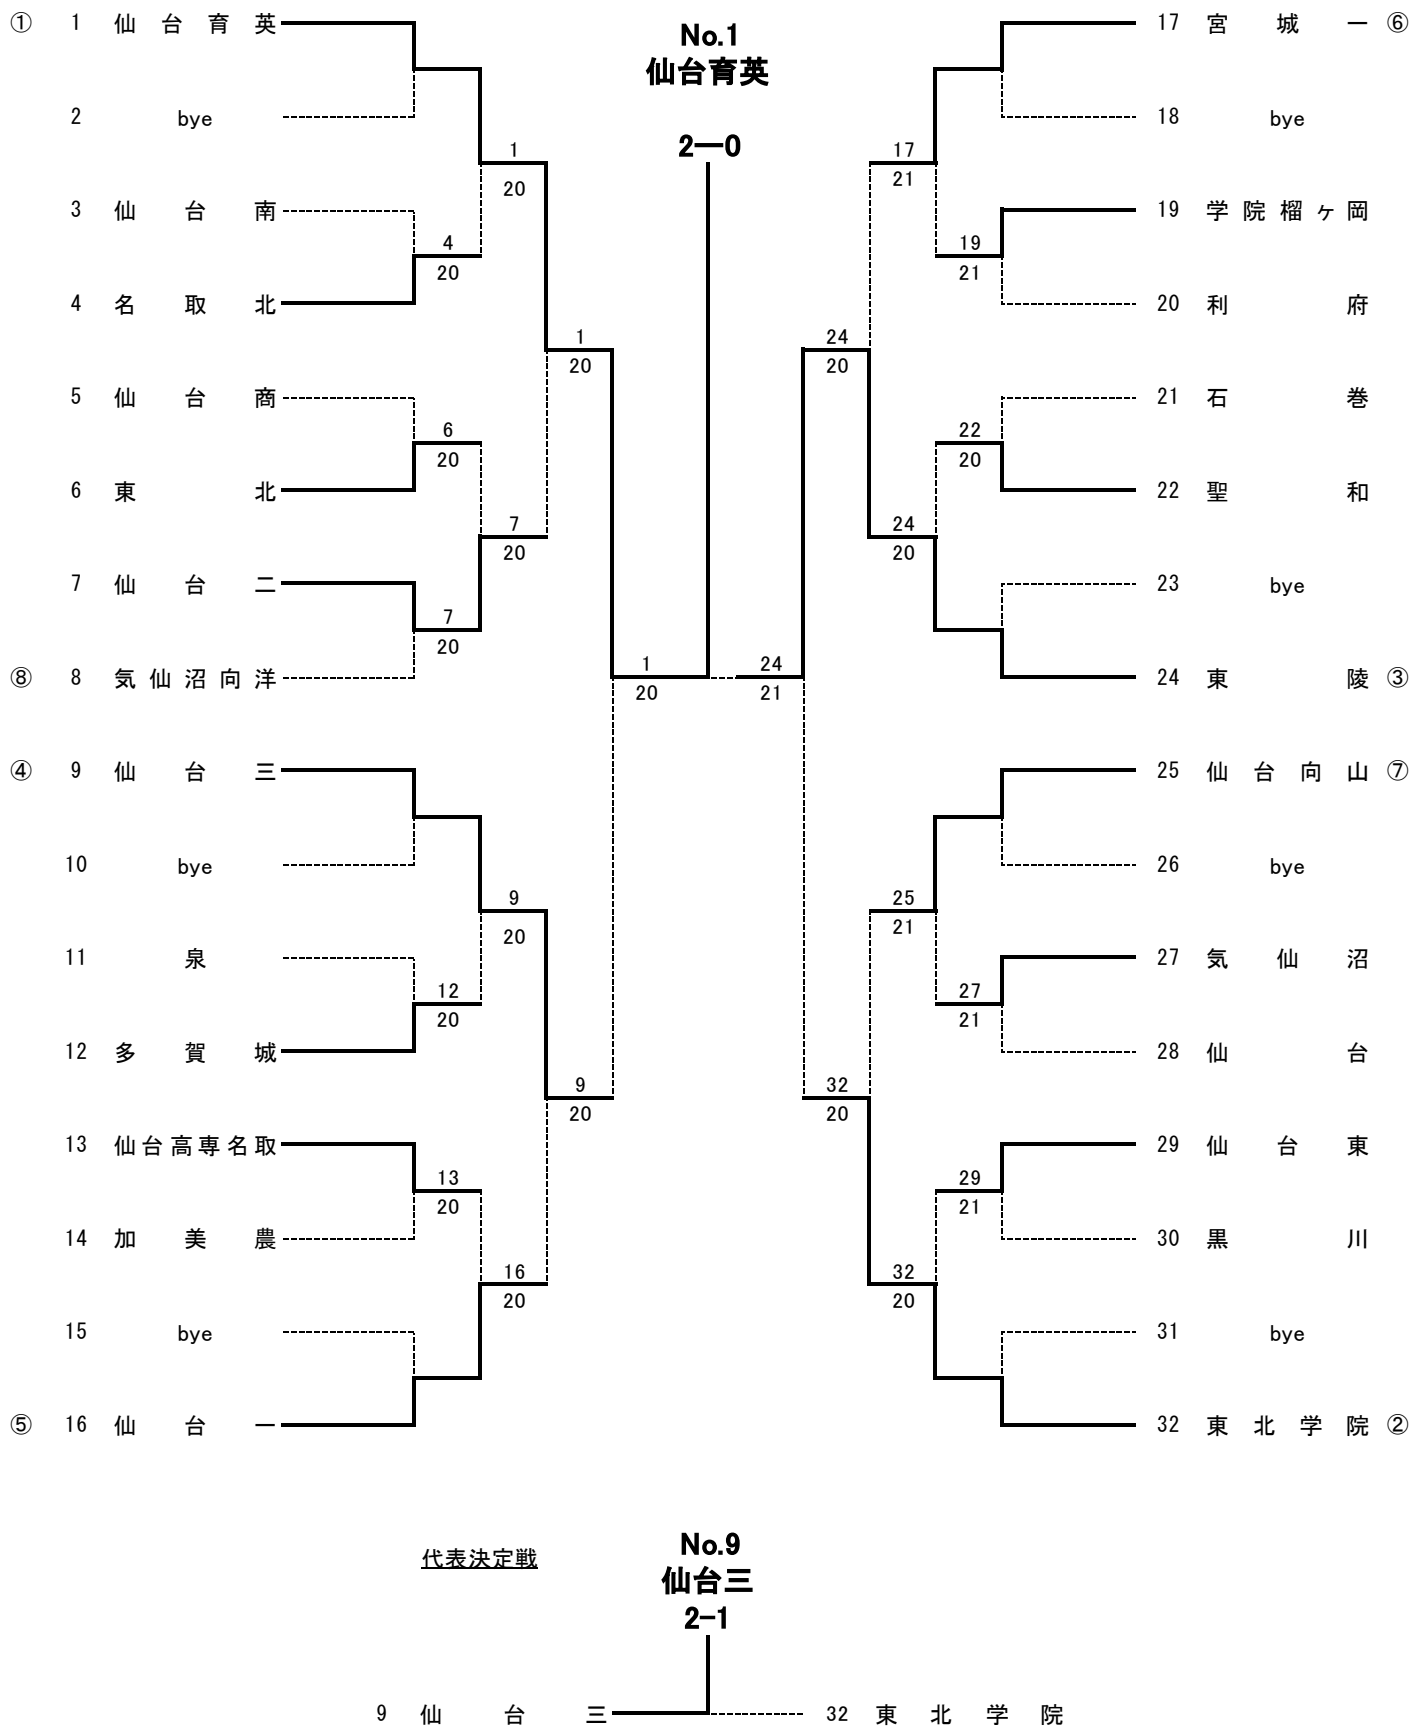 ① 1 仙台育英
2 bye
3 仙台南
4 名取北
5 仙台商
6 東北
7 仙台二
⑧ 8 気仙沼向洋
④ 9 仙台三
10 bye
11 泉
12 多賀城
13 仙台高専名取
14 加美農
15 bye
⑤ 16 仙台一
1
20
4
20
6
20
7
20
7
20
1
20
9
20
12
20
13
20
16
20
9
20
1
20
No.1
仙台育英
2—0
24
21
17
21
19
21
24
20
22
20
24
20
25
21
27
21
32
20
29
21
32
20
17 宮城一 ⑥
18 bye
19 学院榴ヶ岡
20 利府
21 石巻
22 聖和
23 bye
24 東陵 ③
25 仙台向山 ⑦
26 bye
27 気仙沼
28 仙台
29 仙台東
30 黒川
31 bye
32 東北学院 ②
代表決定戦
No.9
仙台三
2-1
9 仙台三
32 東北学院